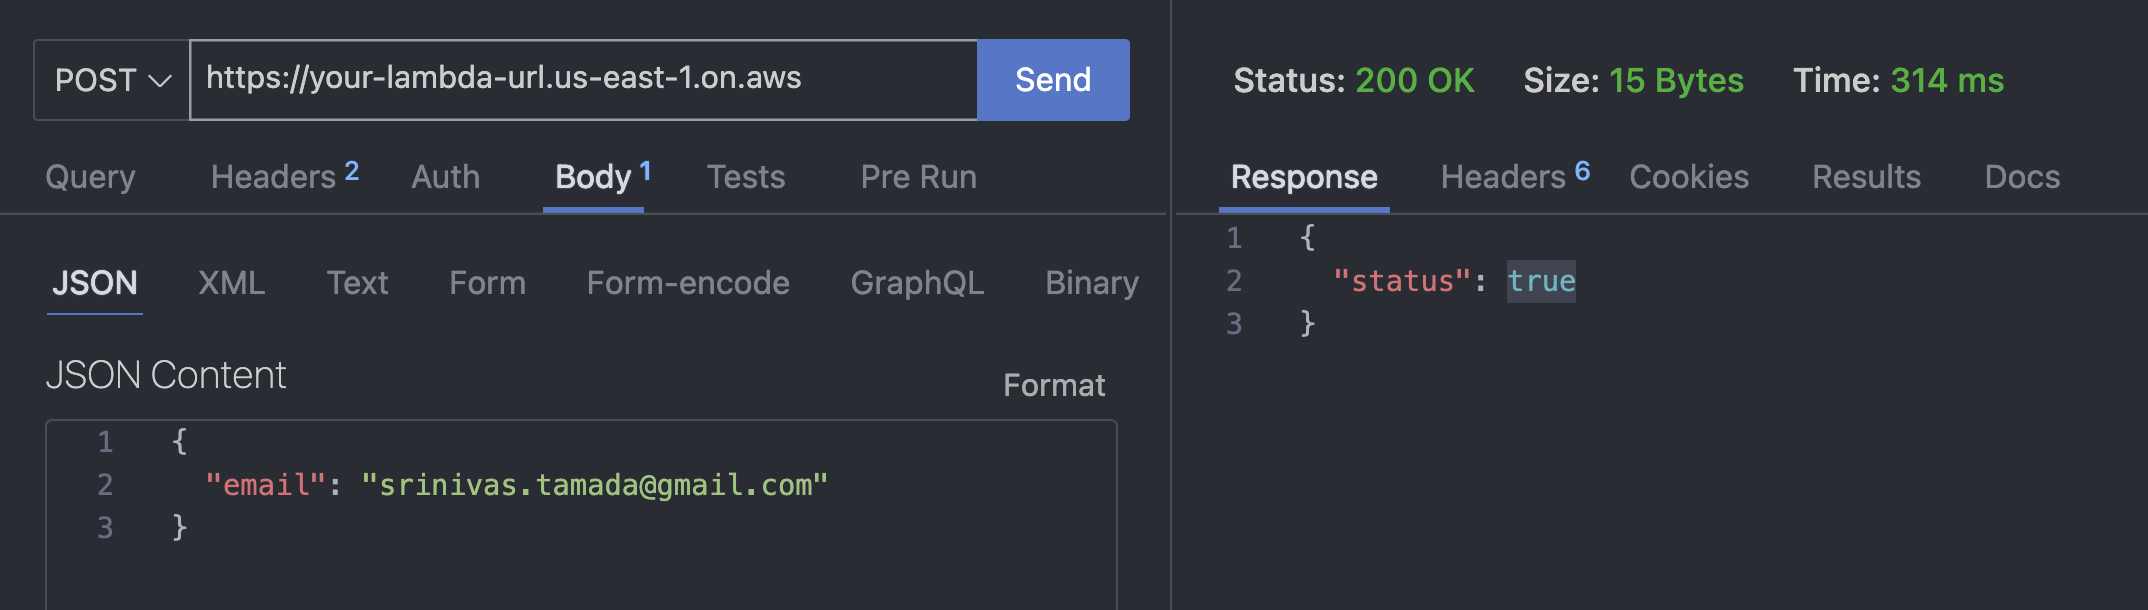 POST https://your-lambda-url.us-east-1.on.aws Send
Query Headers 2 Auth Body 1 Tests Pre Run
JSON XML Text Form Form-encode GraphQL Binary
JSON Content Format
1 {
2 "email": "srinivas.tamada@gmail.com"
3 }
Status: 200 OK Size: 15 Bytes Time: 314 ms
Response Headers 6 Cookies Results Docs
1 {
2 "status": true
3 }